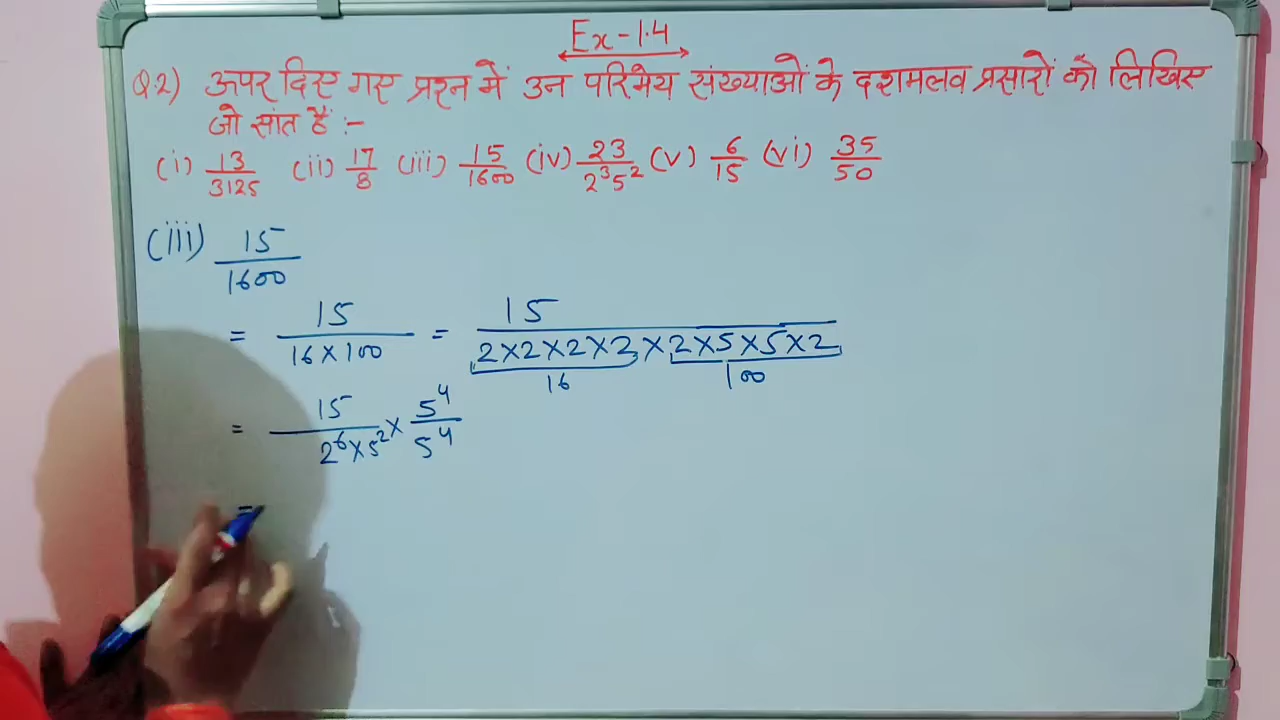 Ex-1.4
Q2) ऊपर दिए गए प्रश्न में उन परिमेय संख्याओं के दशमलव प्रसारों को लिखिए
जो सांत हैं :-
(i) 13/3125 (ii) 17/8 (iii) 15/1600 (iv) 23/2³5² (v) 6/15 (vi) 35/50
(iii) 15/1600
= 15/16×100 = 15/2×2×2×2×2×5×5×2
16 100
= 15/2⁶×5² × 5⁴/5⁴
=